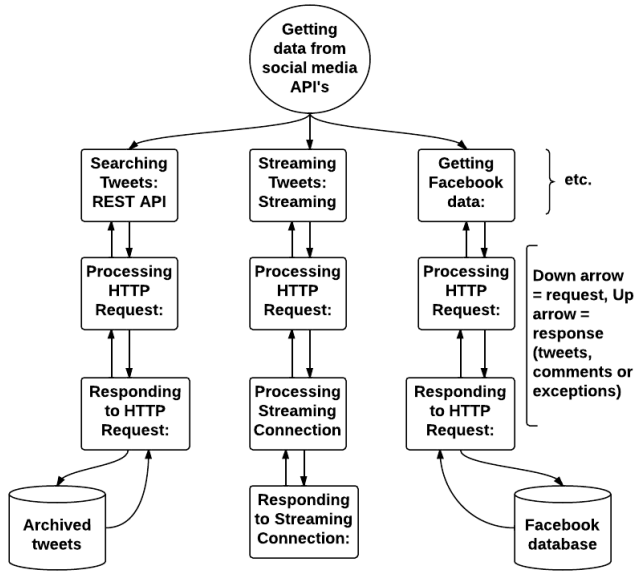 Getting
data from
social media
API's
Searching
Tweets:
REST API
Streaming
Tweets:
Streaming
Getting
Facebook
data:
etc.
Processing
HTTP
Request:
Processing
HTTP
Request:
Processing
HTTP
Request:
Down arrow
= request, Up
arrow =
response
(tweets,
comments or
exceptions)
Responding
to HTTP
Request:
Processing
Streaming
Connection
Responding
to HTTP
Request:
Archived
tweets
Responding
to Streaming
Connection:
Facebook
database